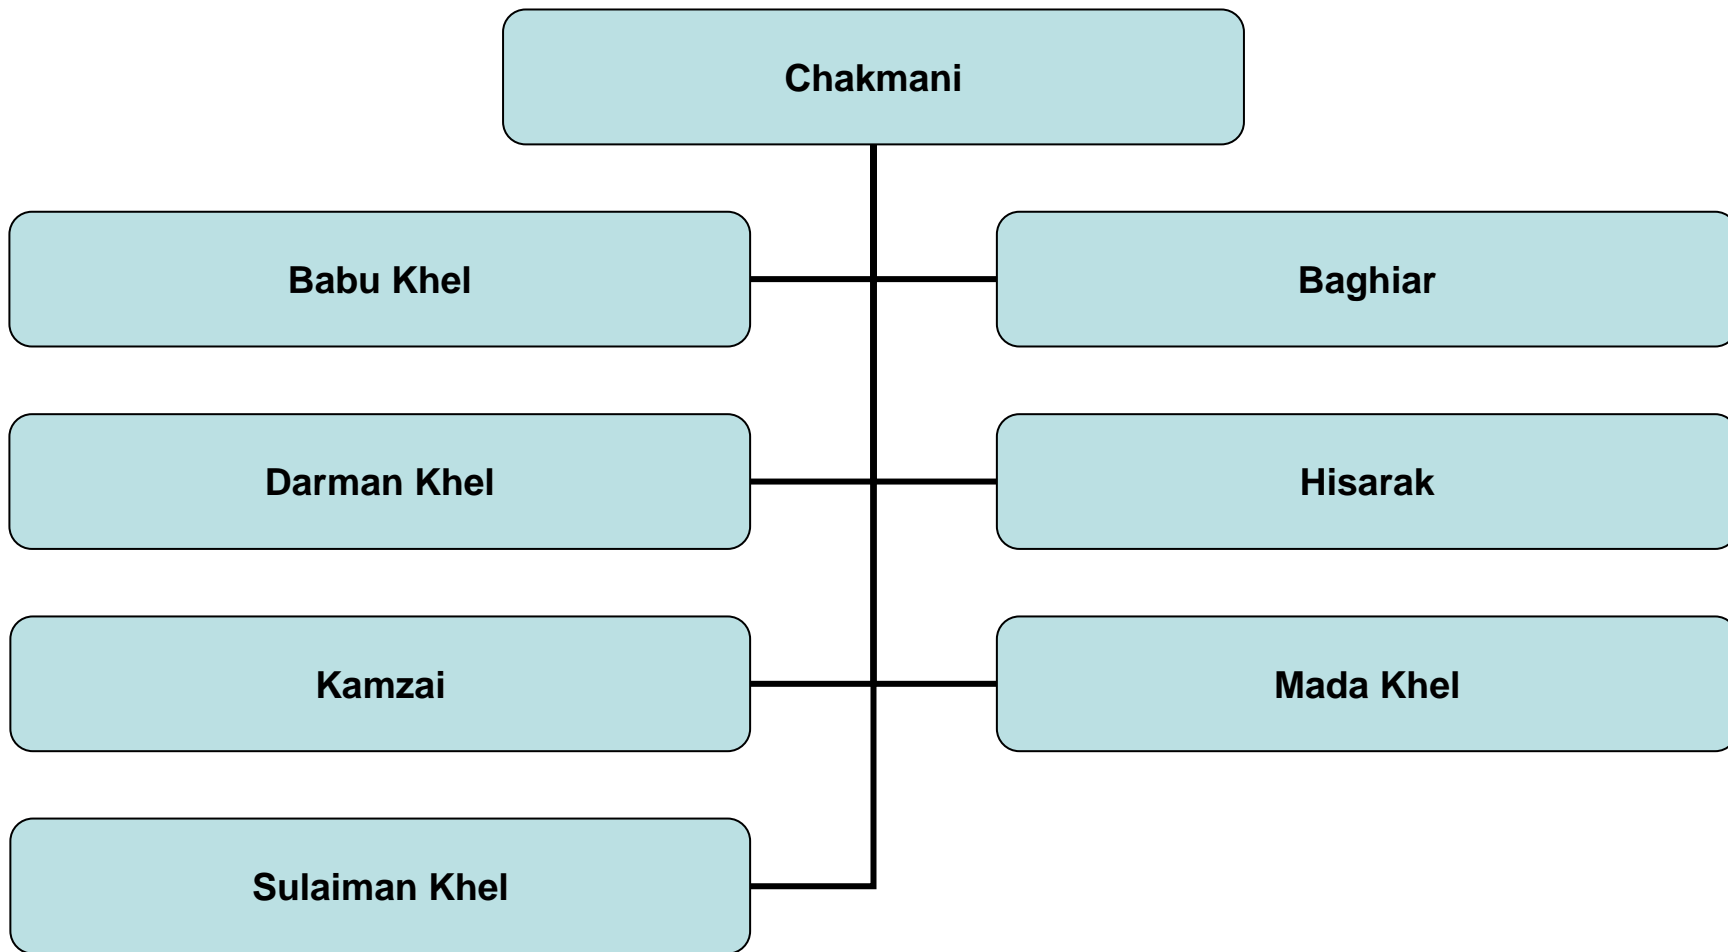 Chakmani
Babu Khel
Baghiar
Darman Khel
Hisarak
Kamzai
Mada Khel
Sulaiman Khel